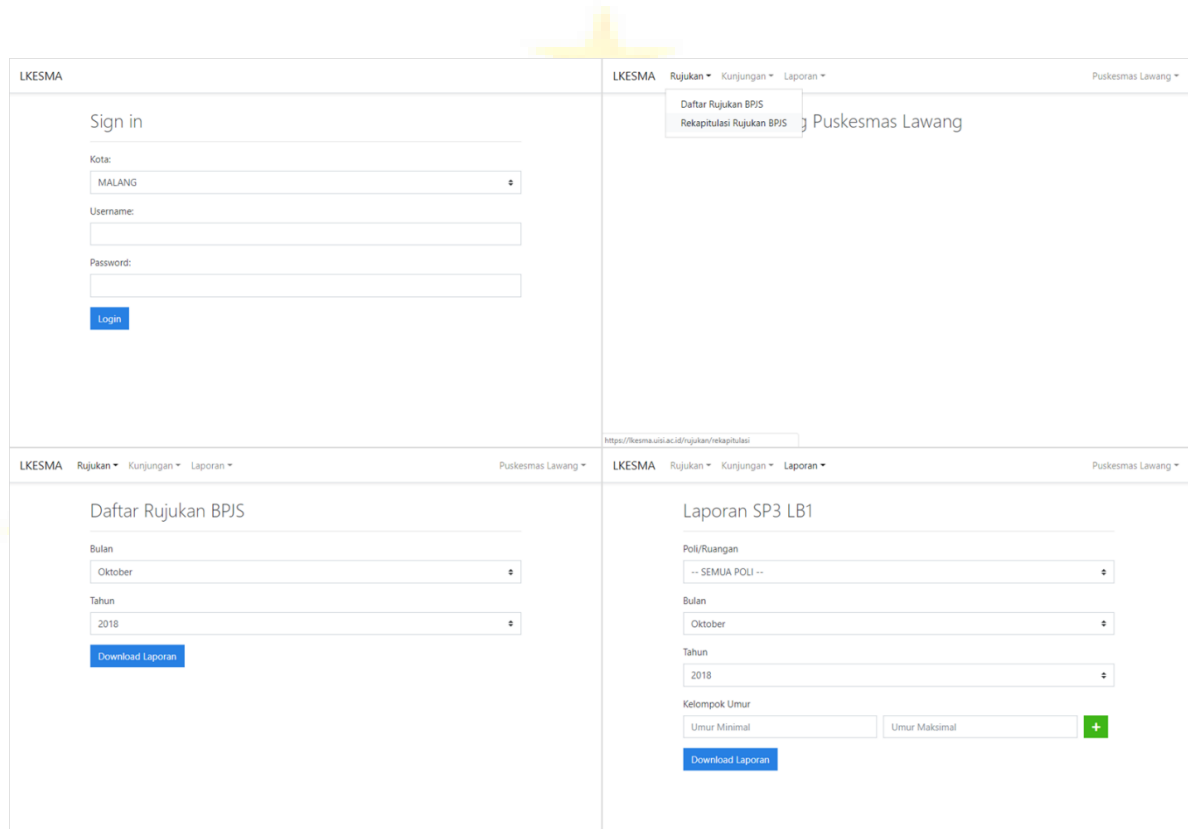 LKESMA
Sign in
Kota:
MALANG
Username:
Password:
Login
LKESMA Rujukan Kunjungan Laporan Puskesmas Lawang
Daftar Rujukan BPJS
Rekapitulasi Rujukan BPJS
g Puskesmas Lawang
https://lkesma.uisi.ac.id/rujukan/rekapitulasi
LKESMA Rujukan Kunjungan Laporan Puskesmas Lawang
Daftar Rujukan BPJS
Bulan
Oktober
Tahun
2018
Download Laporan
LKESMA Rujukan Kunjungan Laporan Puskesmas Lawang
Laporan SP3 LB1
Poli/Ruangan
-- SEMUA POLI --
Bulan
Oktober
Tahun
2018
Kelompok Umur
Umur Minimal Umur Maksimal +
Download Laporan